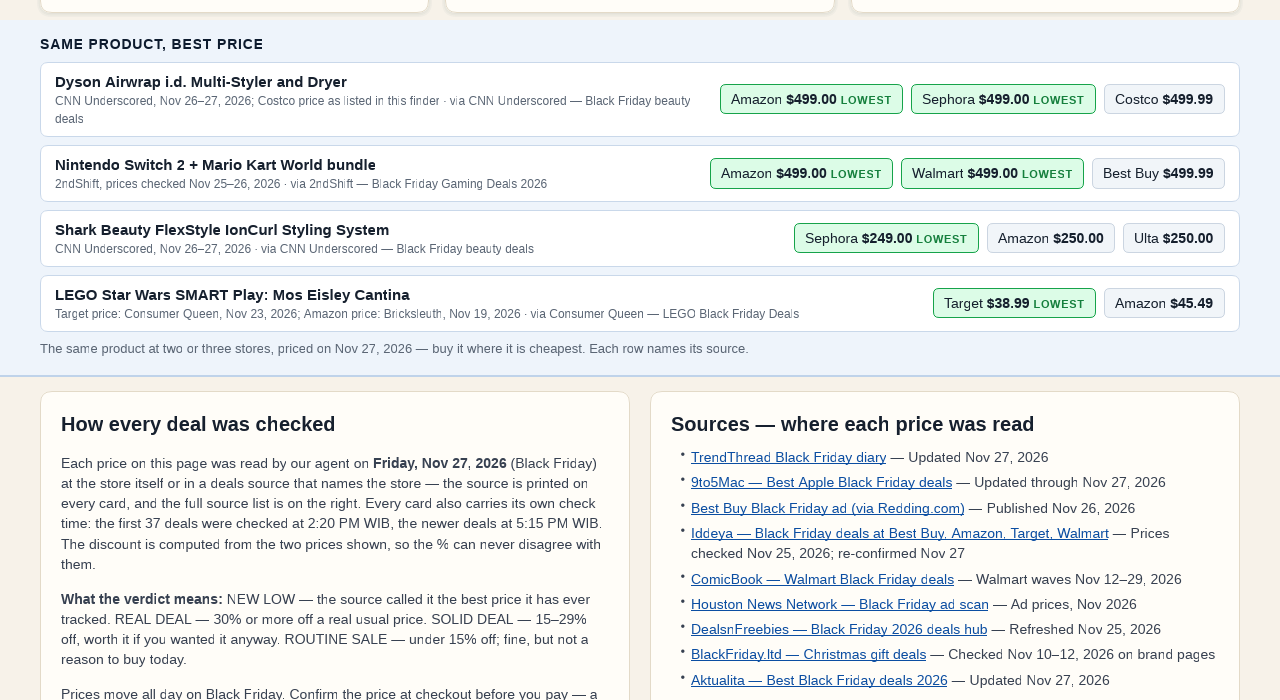 SAME PRODUCT, BEST PRICE
Dyson Airwrap i.d. Multi-Styler and Dryer
CNN Underscored, Nov 26–27, 2026; Costco price as listed in this finder · via CNN Underscored — Black Friday beauty
deals
Amazon $499.00 LOWEST Sephora $499.00 LOWEST Costco $499.99
Nintendo Switch 2 + Mario Kart World bundle
2ndShift, prices checked Nov 25–26, 2026 · via 2ndShift — Black Friday Gaming Deals 2026
Amazon $499.00 LOWEST Walmart $499.00 LOWEST Best Buy $499.99
Shark Beauty FlexStyle IonCurl Styling System
CNN Underscored, Nov 26–27, 2026 · via CNN Underscored — Black Friday beauty deals
Sephora $249.00 LOWEST Amazon $250.00 Ulta $250.00
LEGO Star Wars SMART Play: Mos Eisley Cantina
Target price: Consumer Queen, Nov 23, 2026; Amazon price: Bricksleuth, Nov 19, 2026 · via Consumer Queen — LEGO Black Friday Deals
Target $38.99 LOWEST Amazon $45.49
The same product at two or three stores, priced on Nov 27, 2026 — buy it where it is cheapest. Each row names its source.
How every deal was checked
Each price on this page was read by our agent on Friday, Nov 27, 2026 (Black Friday)
at the store itself or in a deals source that names the store — the source is printed on
every card, and the full source list is on the right. Every card also carries its own check
time: the first 37 deals were checked at 2:20 PM WIB, the newer deals at 5:15 PM WIB.
The discount is computed from the two prices shown, so the % can never disagree with
them.
What the verdict means: NEW LOW — the source called it the best price it has ever
tracked. REAL DEAL — 30% or more off a real usual price. SOLID DEAL — 15–29%
off, worth it if you wanted it anyway. ROUTINE SALE — under 15% off; fine, but not a
reason to buy today.
Prices move all day on Black Friday. Confirm the price at checkout before you pay — a
Sources — where each price was read
• TrendThread Black Friday diary — Updated Nov 27, 2026
• 9to5Mac — Best Apple Black Friday deals — Updated through Nov 27, 2026
• Best Buy Black Friday ad (via Redding.com) — Published Nov 26, 2026
• Iddeya — Black Friday deals at Best Buy, Amazon, Target, Walmart — Prices
checked Nov 25, 2026; re-confirmed Nov 27
• ComicBook — Walmart Black Friday deals — Walmart waves Nov 12–29, 2026
• Houston News Network — Black Friday ad scan — Ad prices, Nov 2026
• DealsnFreebies — Black Friday 2026 deals hub — Refreshed Nov 25, 2026
• BlackFriday.ltd — Christmas gift deals — Checked Nov 10–12, 2026 on brand pages
• Aktualita — Best Black Friday deals 2026 — Updated Nov 27, 2026